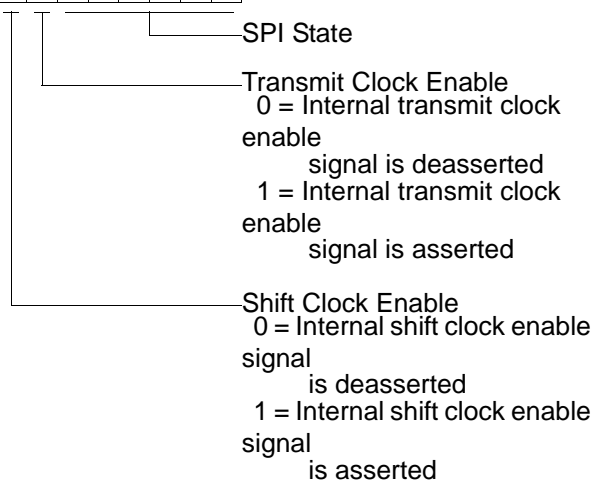 SPI State
Transmit Clock Enable
0 = Internal transmit clock
enable
signal is deasserted
1 = Internal transmit clock
enable
signal is asserted
Shift Clock Enable
0 = Internal shift clock enable
signal
is deasserted
1 = Internal shift clock enable
signal
is asserted